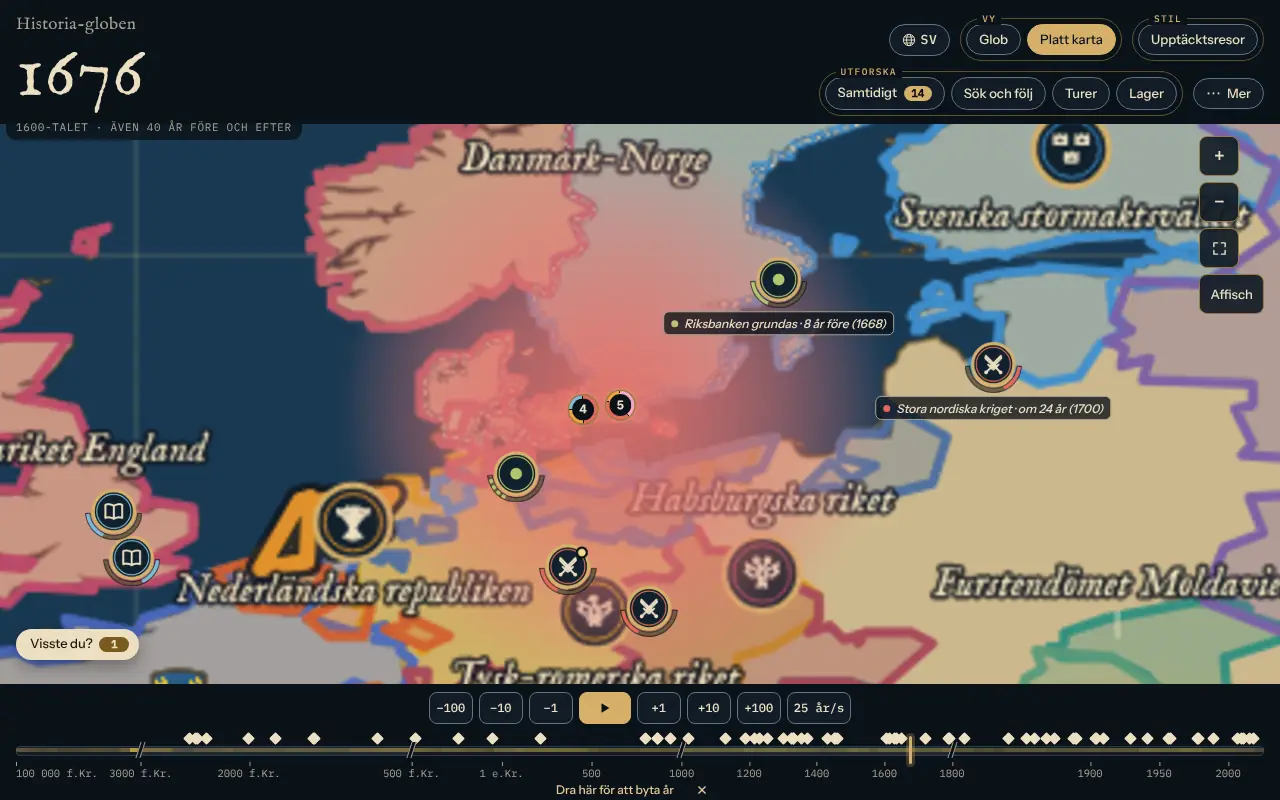 Historia-globen
1676
1600-TALET · ÄVEN 40 ÅR FÖRE OCH EFTER
SV
VY
Glob
Platt karta
STIL
Upptäcktsresor
UTFORSKA
Samtidigt 14
Sök och följ
Turer
Lager
··· Mer
+
−
Affisch
Danmark-Norge
Svenska stormaktsväldet
Riksbanken grundas · 8 år före (1668)
Stora nordiska kriget · om 24 år (1700)
4
5
riket England
Habsburgska riket
Nederländska republiken
Furstendömet Moldavie
Tysk-romerska riket
Visste du? 1
−100
−10
−1
+1
+10
+100
25 år/s
100 000 f.Kr.
3000 f.Kr.
2000 f.Kr.
500 f.Kr.
1 e.Kr.
500
1000
1200
1400
1600
1800
1900
1950
2000
Dra här för att byta år ×